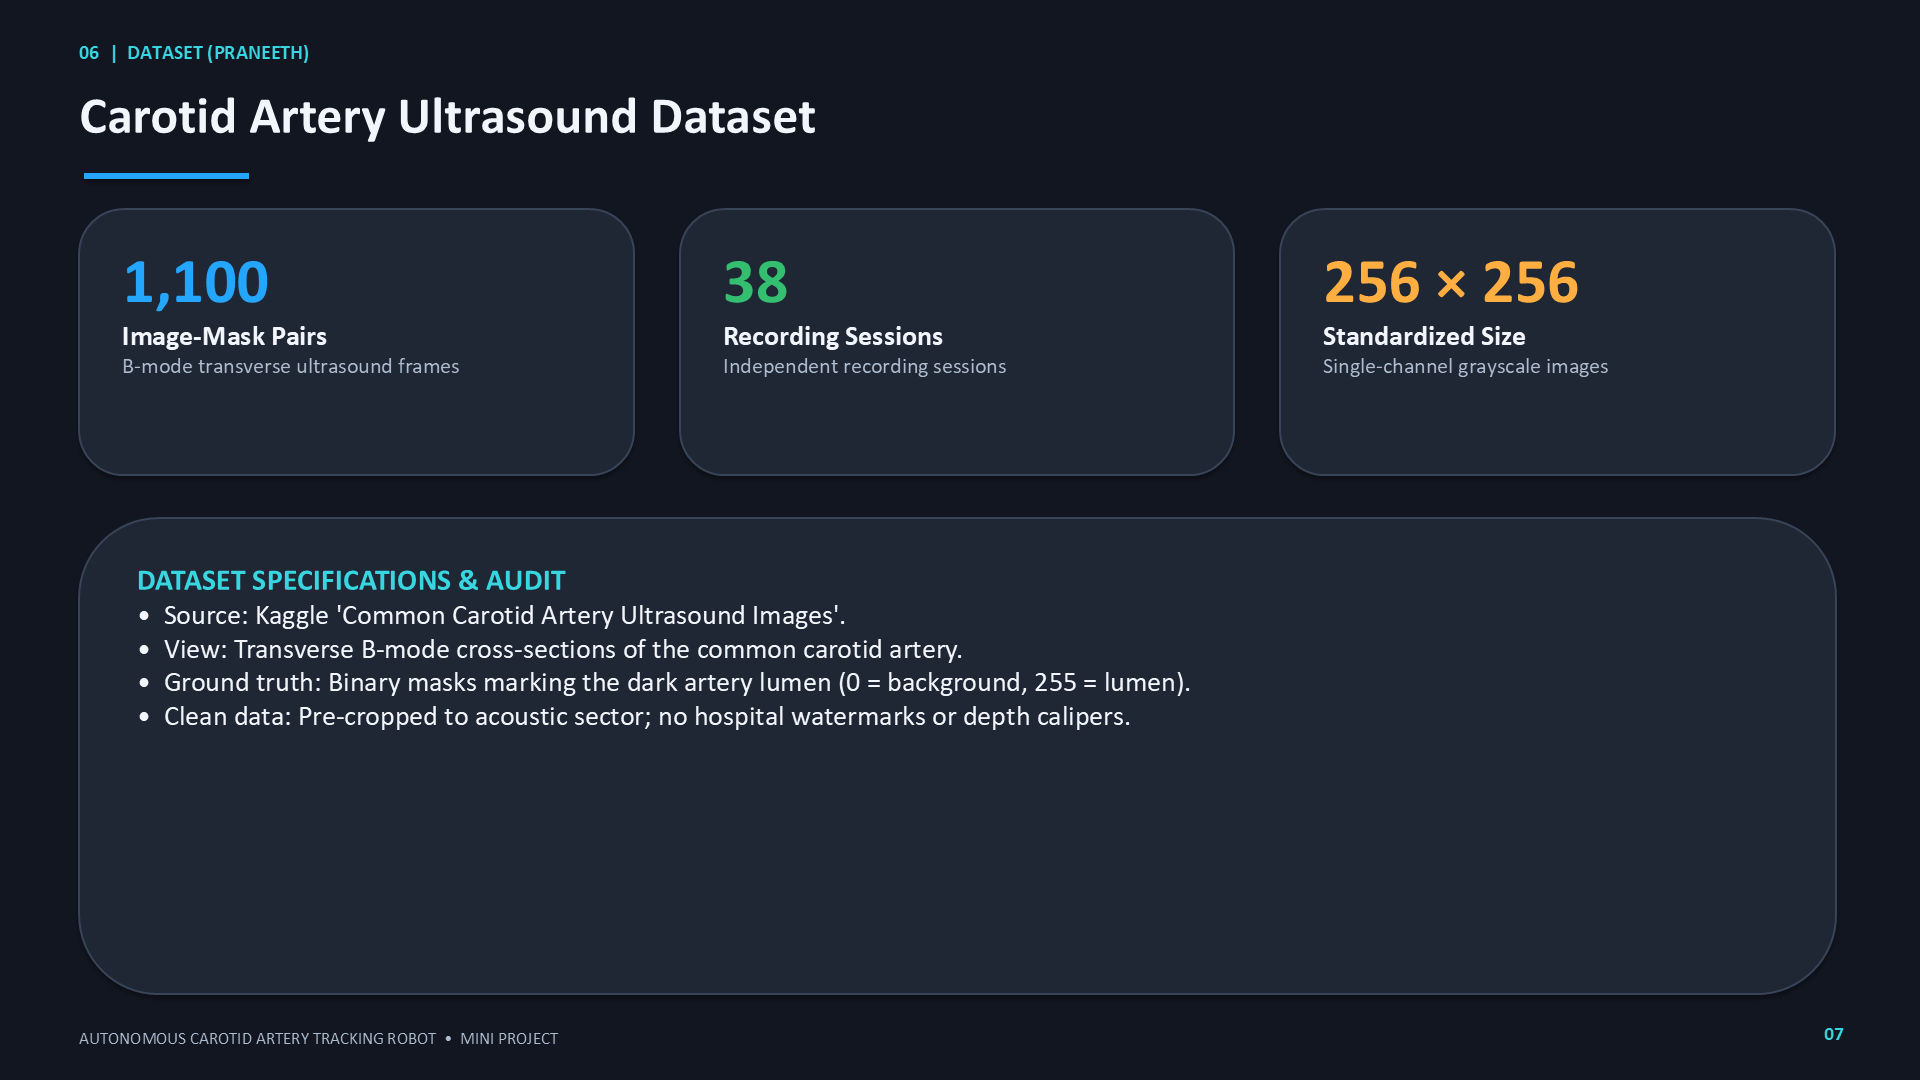 06 | DATASET (PRANEETH)
Carotid Artery Ultrasound Dataset
1,100
Image-Mask Pairs
B-mode transverse ultrasound frames
38
Recording Sessions
Independent recording sessions
256 × 256
Standardized Size
Single-channel grayscale images
DATASET SPECIFICATIONS & AUDIT
• Source: Kaggle 'Common Carotid Artery Ultrasound Images'.
• View: Transverse B-mode cross-sections of the common carotid artery.
• Ground truth: Binary masks marking the dark artery lumen (0 = background, 255 = lumen).
• Clean data: Pre-cropped to acoustic sector; no hospital watermarks or depth calipers.
AUTONOMOUS CAROTID ARTERY TRACKING ROBOT • MINI PROJECT
07